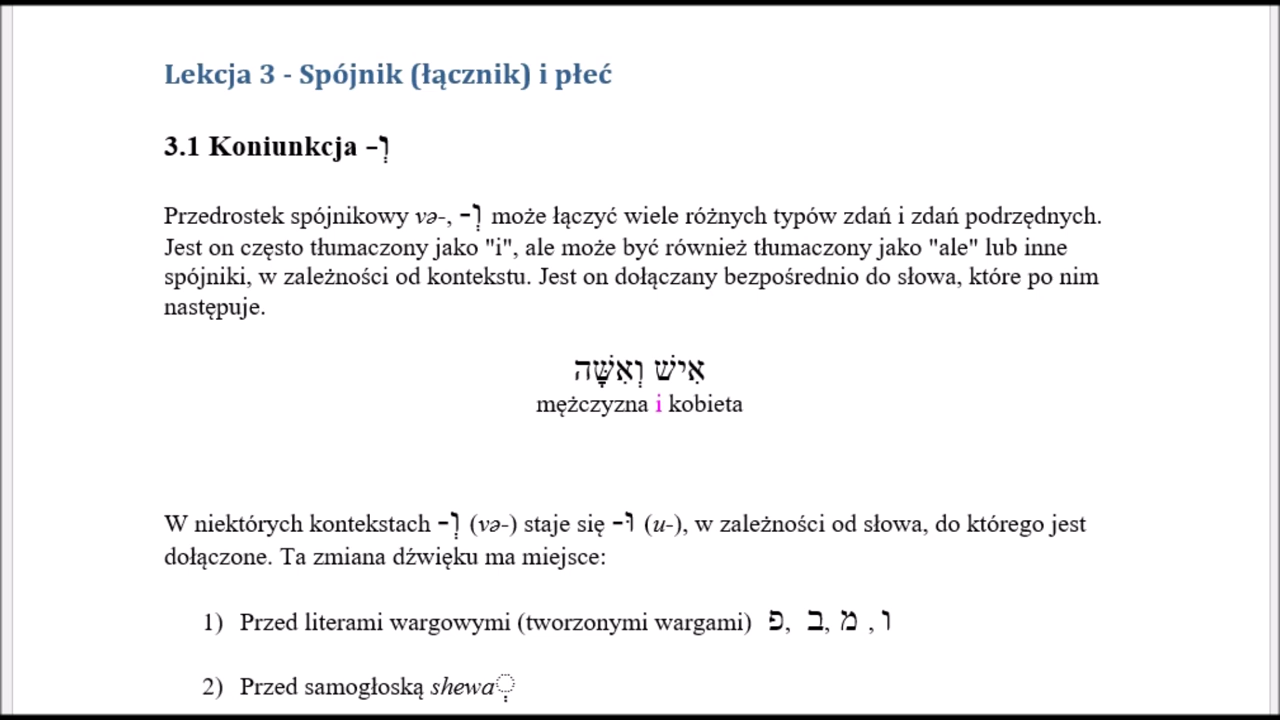 Lekcja 3 - Spójnik (łącznik) i płeć
3.1 Koniunkcja וְ-
Przedrostek spójnikowy və-, וְ- może łączyć wiele różnych typów zdań i zdań podrzędnych.
Jest on często tłumaczony jako "i", ale może być również tłumaczony jako "ale" lub inne
spójniki, w zależności od kontekstu. Jest on dołączany bezpośrednio do słowa, które po nim
następuje.
אִישׁ וְאִשָּׁה
mężczyzna i kobieta
W niektórych kontekstach וְ- (və-) staje się וּ- (u-), w zależności od słowa, do którego jest
dołączone. Ta zmiana dźwięku ma miejsce:
1) Przed literami wargowymi (tworzonymi wargami) פ, ב, מ, ו
2) Przed samogłoską shewa ְ